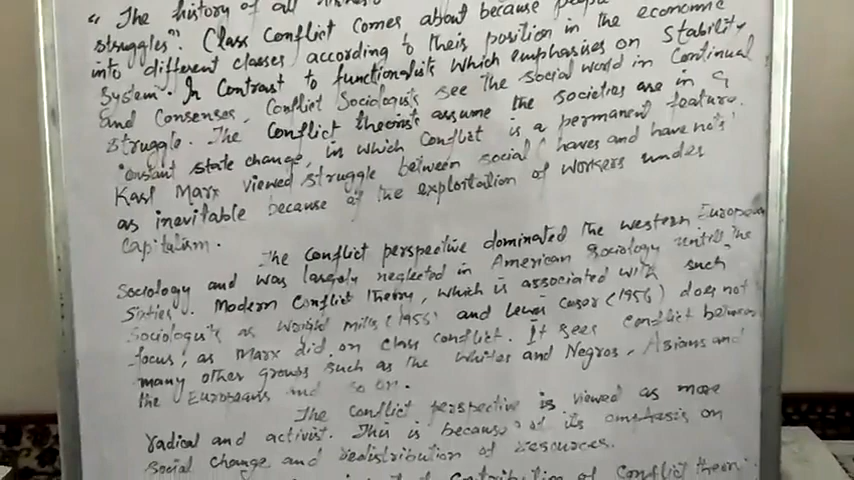 "The history of all
struggles". Class Conflict comes about because people
into different classes according to their position in the economic
System. In Contrast to functionalists which emphasises on Stability
and Consenses, Conflict Sociologists see the social world in Continual
struggle. The Conflict theorists assume the societies are in a
constant state change, in which Conflict is a permanent feature.
Karl Marx viewed struggle between social 'haves and have nots'
as inevitable because of the exploitation of workers under
Capitalism.
The Conflict perspective dominated the western European
Sociology and was largely neglected in American Sociology until the
Sixties. Modern Conflict Theory, which is associated with such
Sociologists as Wright Mills (1956) and Lewis Coser (1956) does not
focus, as Marx did, on class conflict. It sees conflict between
many other groups such as the Whites and Negros, Asians and
the Europeans and so on.
The Conflict perspective is viewed as more
radical and activist. This is because of its emphasis on
social change and redistribution of resources.
Contribution of Conflict